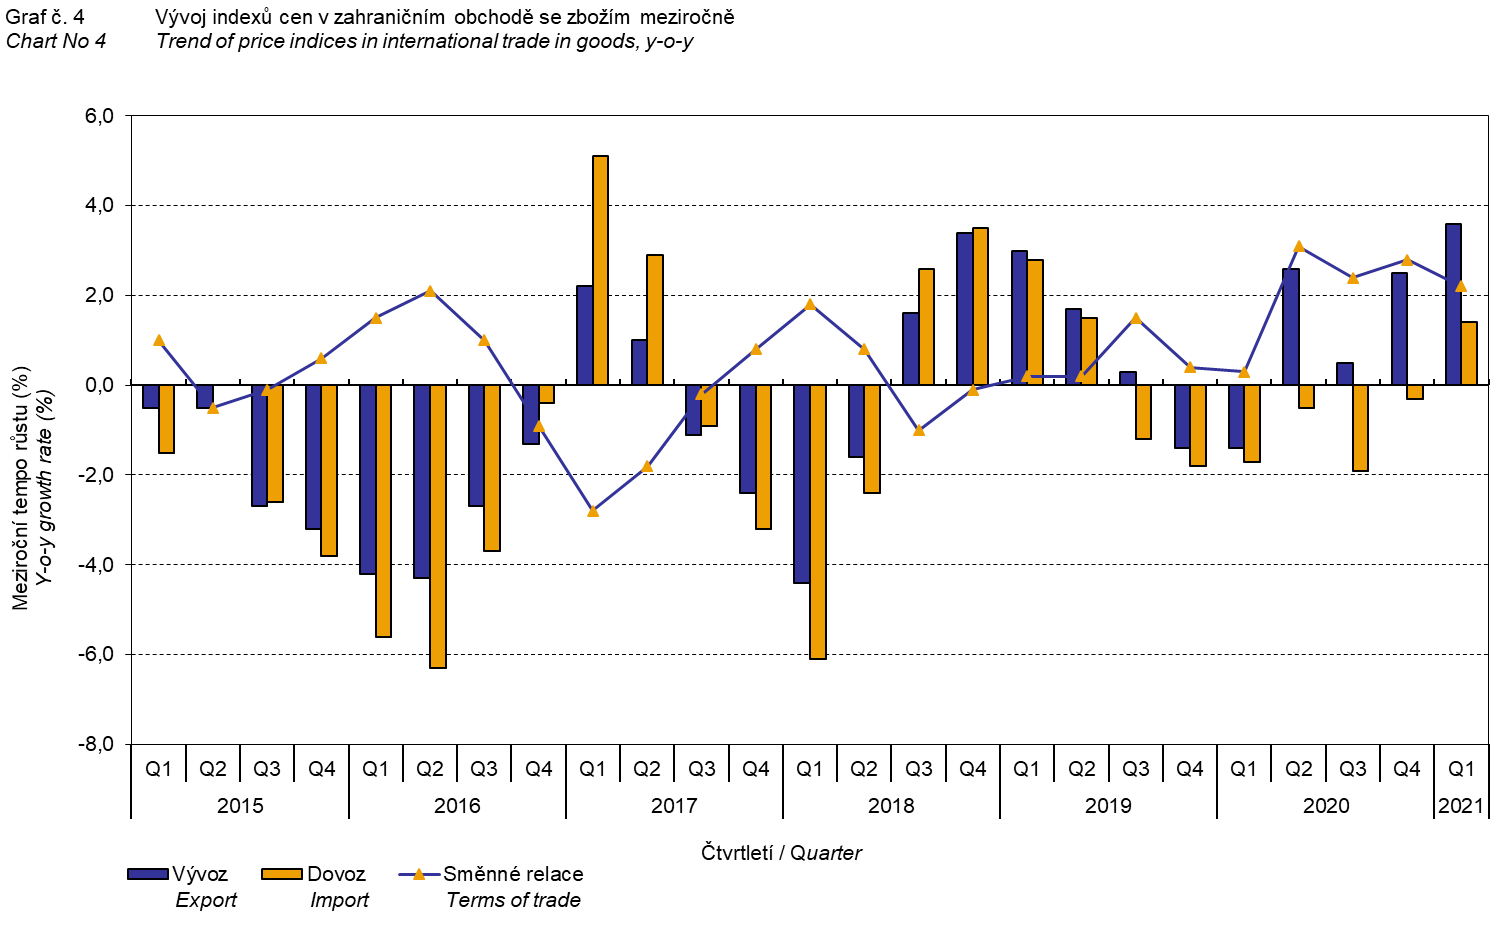 Graf č. 4 Vývoj indexů cen v zahraničním obchodě se zbožím meziročně
Chart No 4 Trend of price indices in international trade in goods, y-o-y
Meziroční tempo růstu (%)
Y-o-y growth rate (%)
6,0
4,0
2,0
0,0
-2,0
-4,0
-6,0
-8,0
Q1 Q2 Q3 Q4 Q1 Q2 Q3 Q4 Q1 Q2 Q3 Q4 Q1 Q2 Q3 Q4 Q1 Q2 Q3 Q4 Q1 Q2 Q3 Q4 Q1
2015 2016 2017 2018 2019 2020 2021
Čtvrtletí / Quarter
Vývoz Dovoz Směnné relace
Export Import Terms of trade